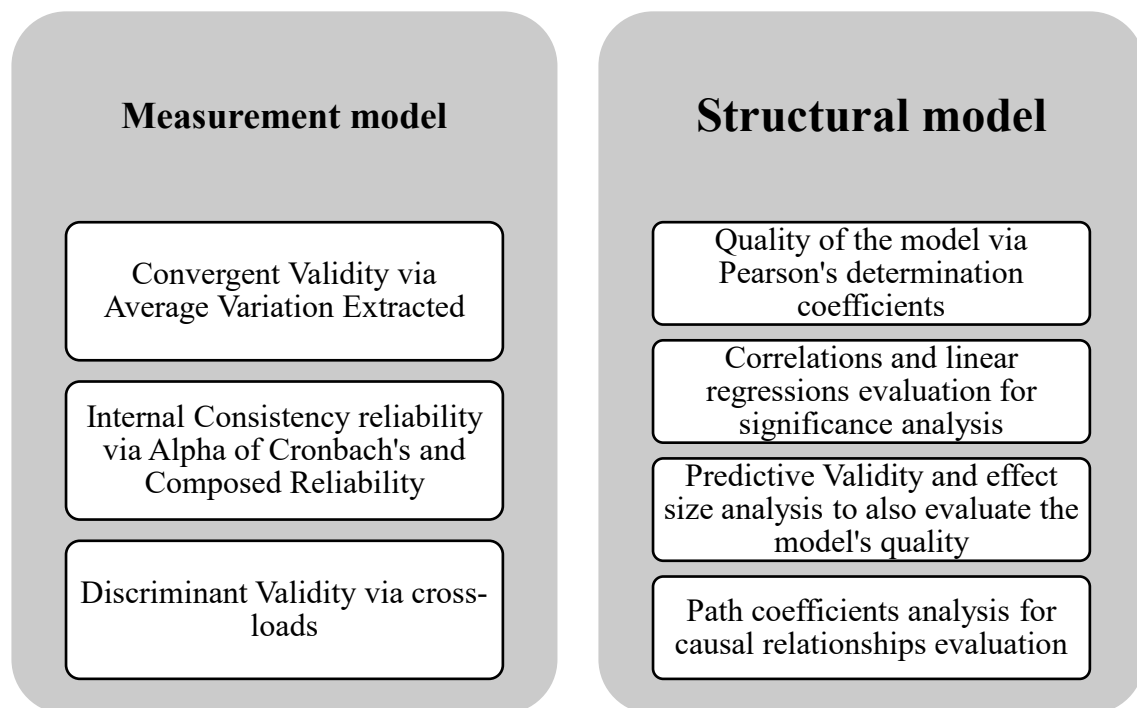 Measurement model
Convergent Validity via
Average Variation Extracted
Internal Consistency reliability
via Alpha of Cronbach's and
Composed Reliability
Discriminant Validity via cross-
loads
Structural model
Quality of the model via
Pearson's determination
coefficients
Correlations and linear
regressions evaluation for
significance analysis
Predictive Validity and effect
size analysis to also evaluate the
model's quality
Path coefficients analysis for
causal relationships evaluation